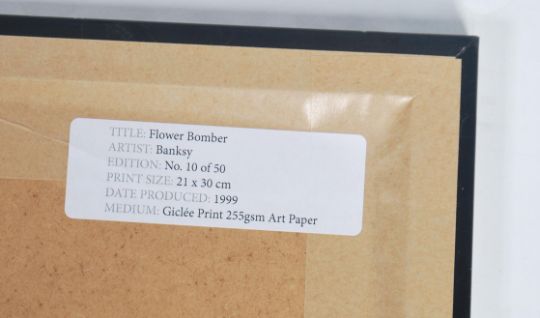 TITLE: Flower Bomber
ARTIST: Banksy
EDITION: No. 10 of 50
PRINT SIZE: 21 x 30 cm
DATE PRODUCED: 1999
MEDIUM: Giclée Print 255gsm Art Paper